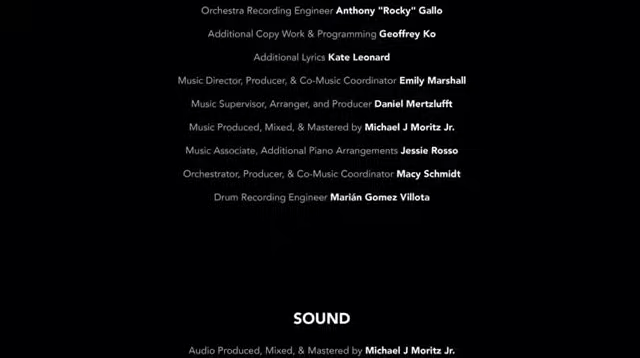 Orchestra Recording Engineer Anthony "Rocky" Gallo
Additional Copy Work & Programming Geoffrey Ko
Additional Lyrics Kate Leonard
Music Director, Producer, & Co-Music Coordinator Emily Marshall
Music Supervisor, Arranger, and Producer Daniel Mertzlufft
Music Produced, Mixed, & Mastered by Michael J Moritz Jr.
Music Associate, Additional Piano Arrangements Jessie Rosso
Orchestrator, Producer, & Co-Music Coordinator Macy Schmidt
Drum Recording Engineer Marián Gomez Villota
SOUND
Audio Produced, Mixed, & Mastered by Michael J Moritz Jr.